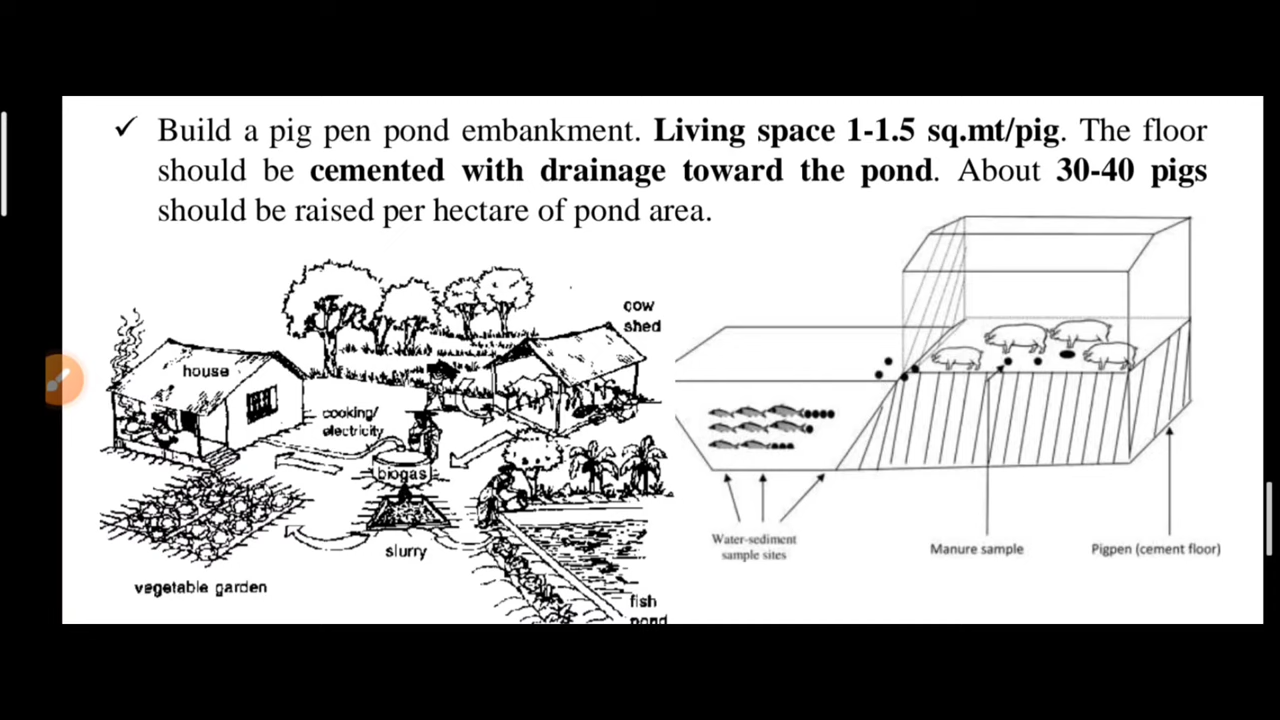 ✓ Build a pig pen pond embankment. Living space 1-1.5 sq.mt/pig. The floor
should be cemented with drainage toward the pond. About 30-40 pigs
should be raised per hectare of pond area.
cow
shed
house
cooking/
electricity
biogas
slurry
vegetable garden
fish
pond
Water-sediment
sample sites
Manure sample
Pigpen (cement floor)